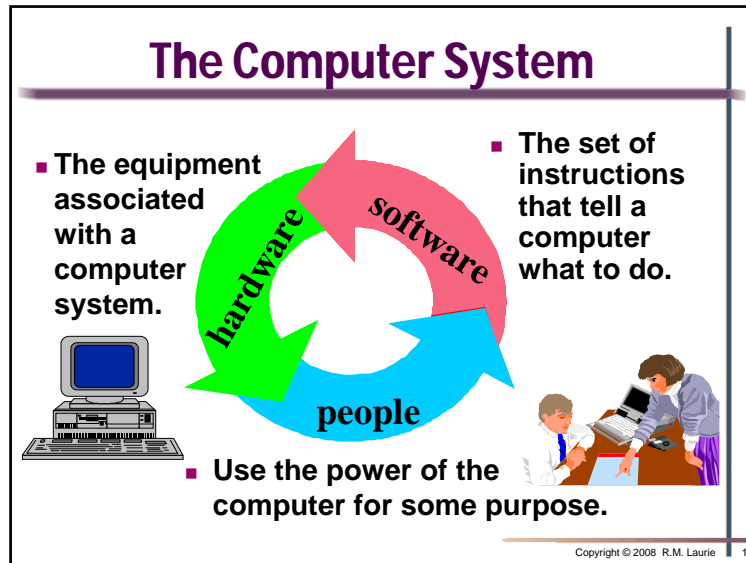 The Computer System
■ The equipment
associated
with a
computer
system.
hardware
software
people
■ The set of
instructions
that tell a
computer
what to do.
■ Use the power of the
computer for some purpose.
Copyright © 2008 R.M. Laurie 1